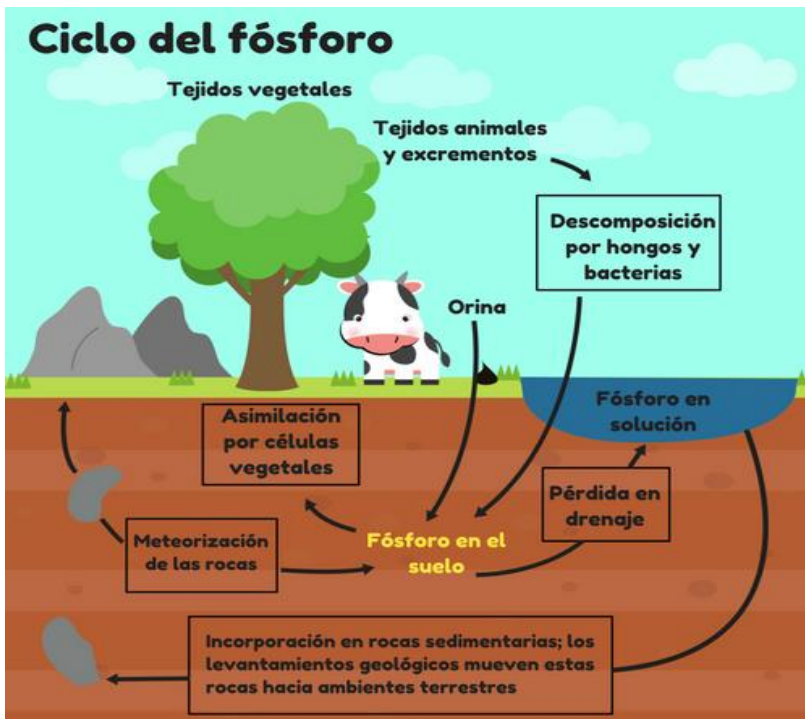 Ciclo del fósforo
Tejidos vegetales
Tejidos animales
y excrementos
Descomposición
por hongos y
bacterias
Orina
Fósforo en
solución
Asimilación
por células
vegetales
Pérdida en
drenaje
Fósforo en el
suelo
Meteorización
de las rocas
Incorporación en rocas sedimentarias; los
levantamientos geológicos mueven estas
rocas hacia ambientes terrestres